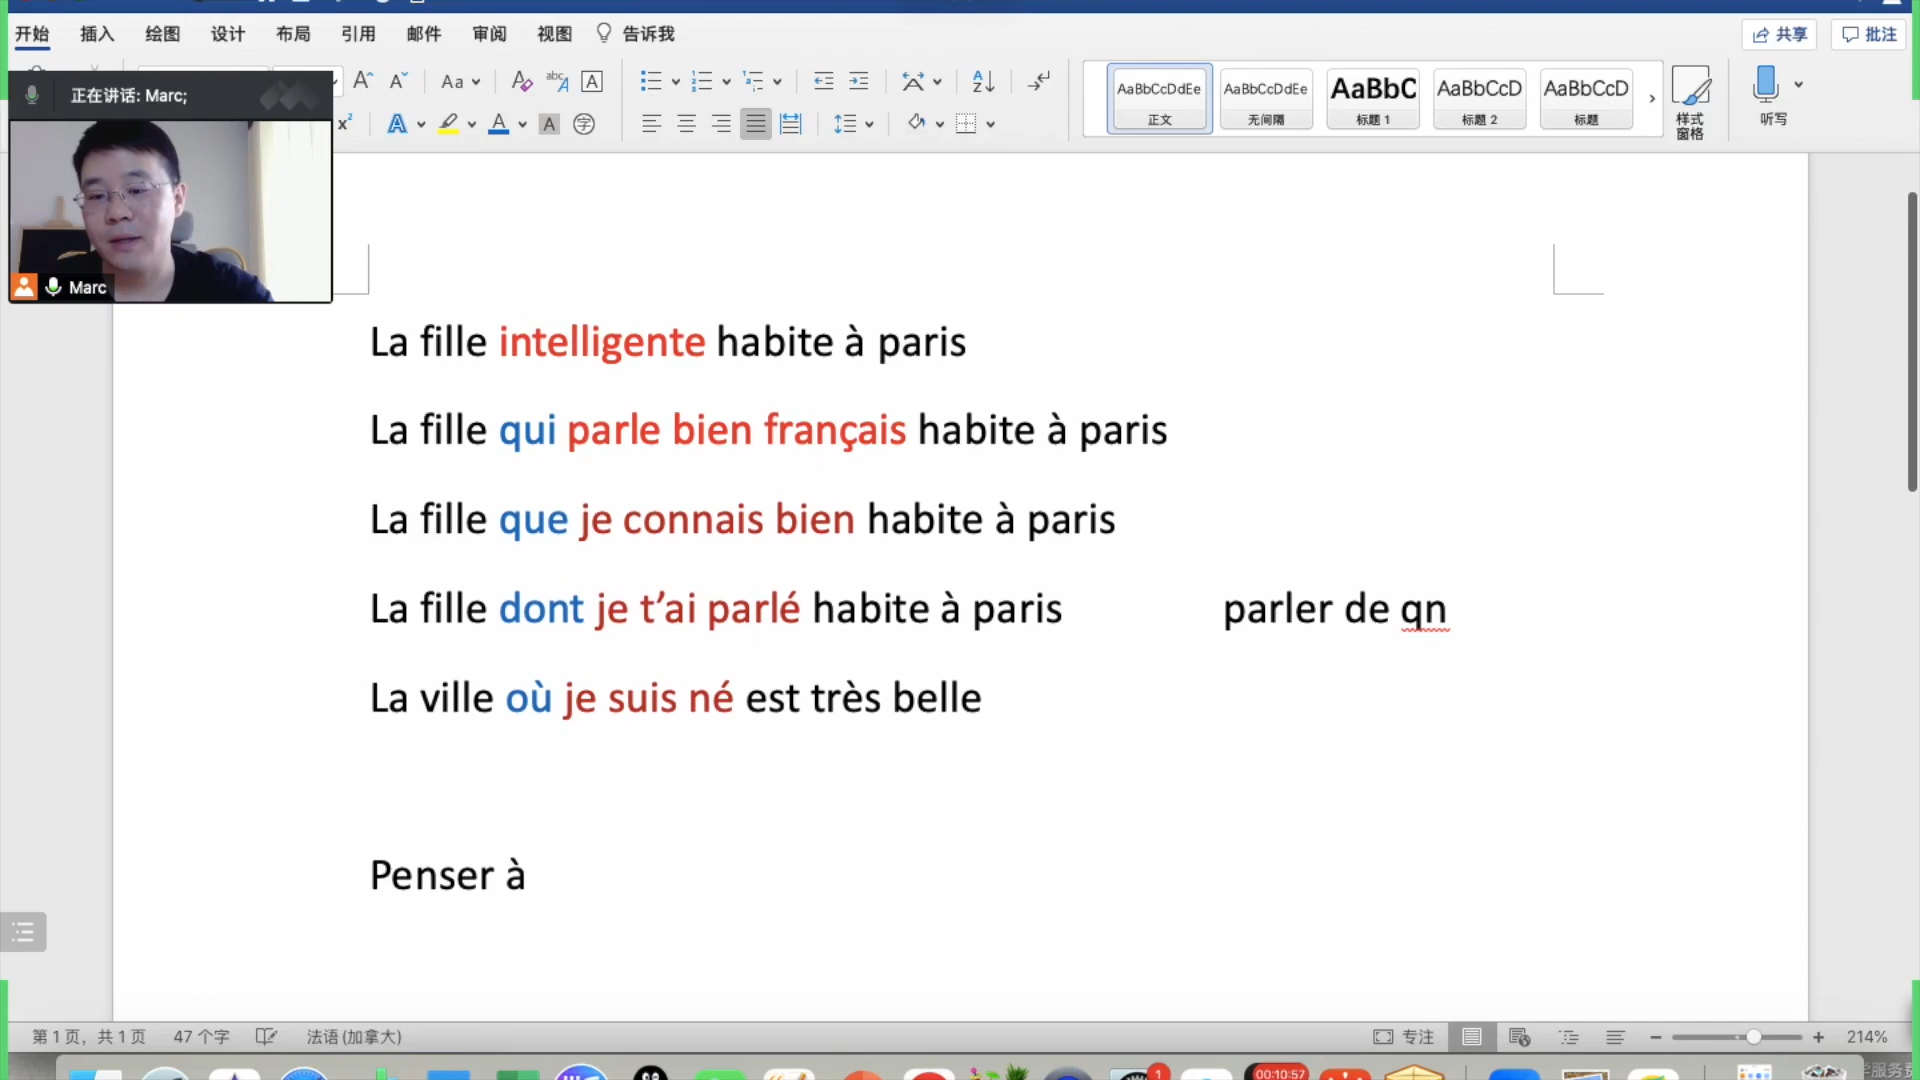 开始 插入 绘图 设计 布局 引用 邮件 审阅 视图 告诉我 共享 批注
正在讲话: Marc;
Marc
AaBbCcDdEe AaBbCcDdEe AaBbC AaBbCcD AaBbCcD
正文 无间隔 标题 1 标题 2 标题 样式 窗格 听写
La fille intelligente habite à paris
La fille qui parle bien français habite à paris
La fille que je connais bien habite à paris
La fille dont je t’ai parlé habite à paris parler de qn
La ville où je suis né est très belle
Penser à
第 1 页，共 1 页 47 个字 法语 (加拿大) 专注 214%
1 00:10:57